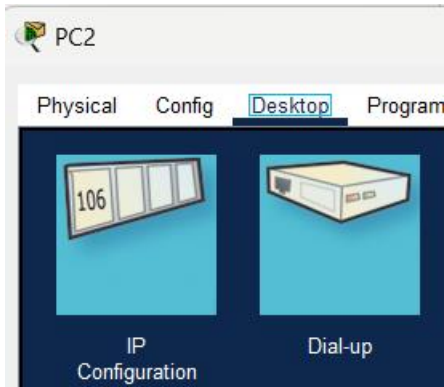 PC2
Physical Config Desktop Program
106
IP
Configuration
Dial-up